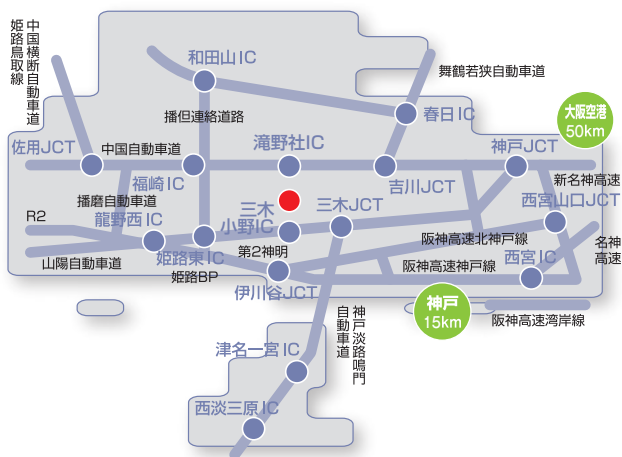 中国横断自動車道
姫路鳥取線
和田山IC
舞鶴若狭自動車道
播但連絡道路
春日IC
大阪空港
50km
佐用JCT
中国自動車道
滝野社IC
神戸JCT
福崎IC
吉川JCT
新名神高速
播磨自動車道
三木
小野IC
三木JCT
西宮山口JCT
龍野西IC
R2
姫路東IC
第2神明
阪神高速北神戸線
西宮IC
名神
高速
山陽自動車道
姫路BP
阪神高速神戸線
伊川谷JCT
神戸
15km
阪神高速湾岸線
神戸淡路鳴門
自動車道
津名一宮IC
西淡三原IC